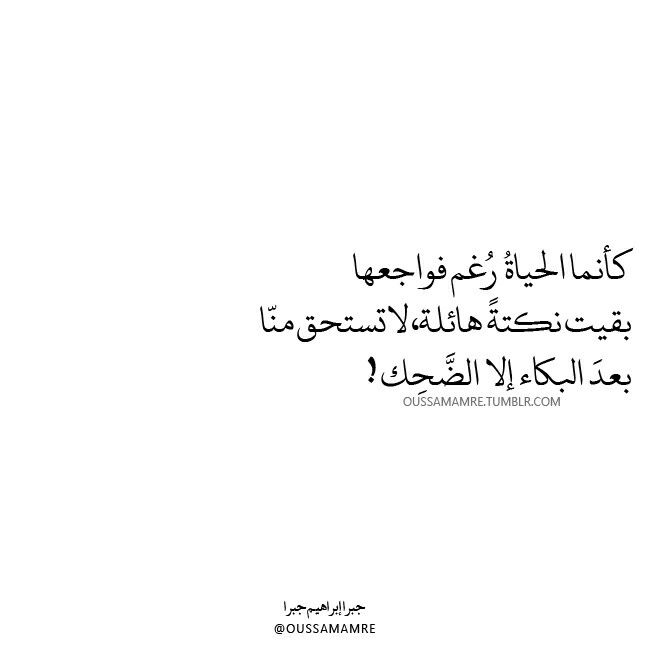 كأنما الحياةُ رُغم فواجعها
بقيت نكتةً هائلة، لا تستحق منّا
بعدَ البكاء إلا الضَّحِك!
OUSSAMAMRE.TUMBLR.COM
جبرا إبراهيم جبرا
@OUSSAMAMRE